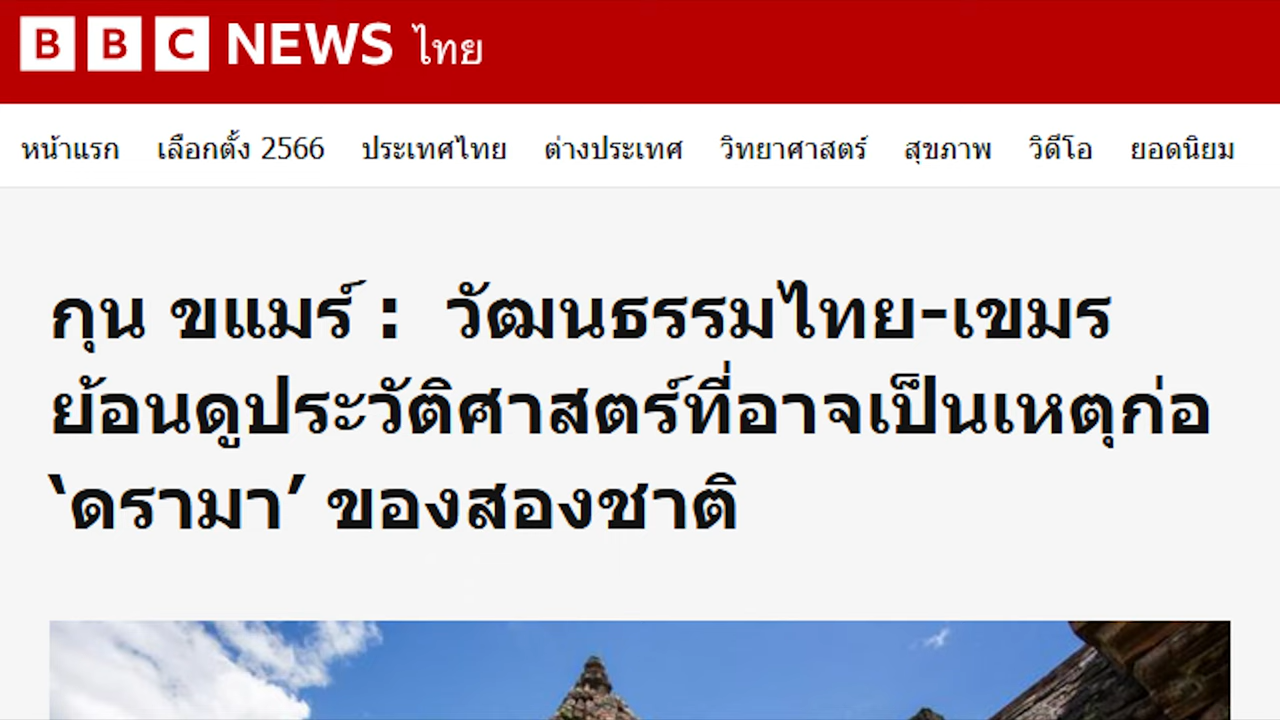 BBC NEWS ไทย
หน้าแรก เลือกตั้ง 2566 ประเทศไทย ต่างประเทศ วิทยาศาสตร์ สุขภาพ วิดีโอ ยอดนิยม
กุน ขแมร์ : วัฒนธรรมไทย-เขมร
ย้อนดูประวัติศาสตร์ที่อาจเป็นเหตุก่อ
‘ดรามา’ ของสองชาติ